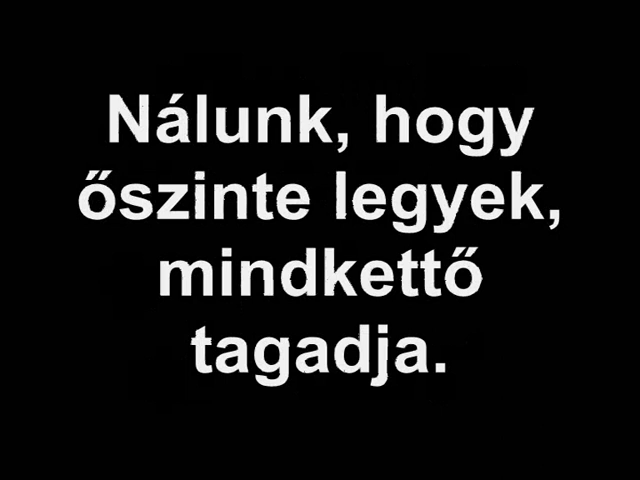 Nálunk, hogy
őszinte legyek,
mindkettő
tagadja.